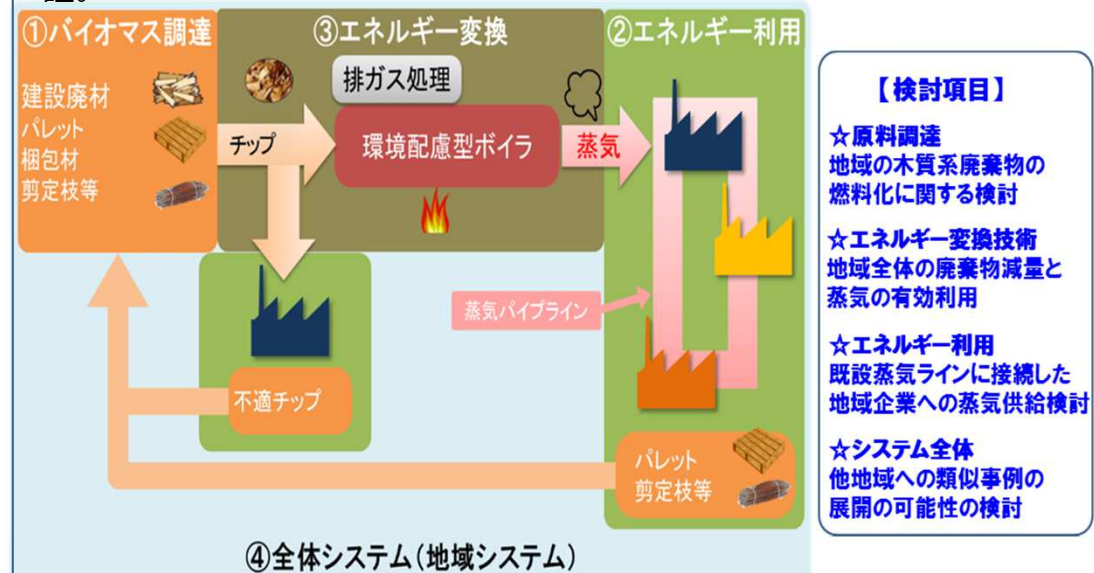 ①バイオマス調達
建設廃材
パレット
梱包材
剪定枝等
③エネルギー変換
排ガス処理
チップ
環境配慮型ボイラ
蒸気
②エネルギー利用
蒸気パイプライン
不適チップ
パレット
剪定枝等
④全体システム(地域システム)
【検討項目】
☆原料調達
地域の木質系廃棄物の
燃料化に関する検討
☆エネルギー変換技術
地域全体の廃棄物減量と
蒸気の有効利用
☆エネルギー利用
既設蒸気ラインに接続した
地域企業への蒸気供給検討
☆システム全体
他地域への類似事例の
展開の可能性の検討